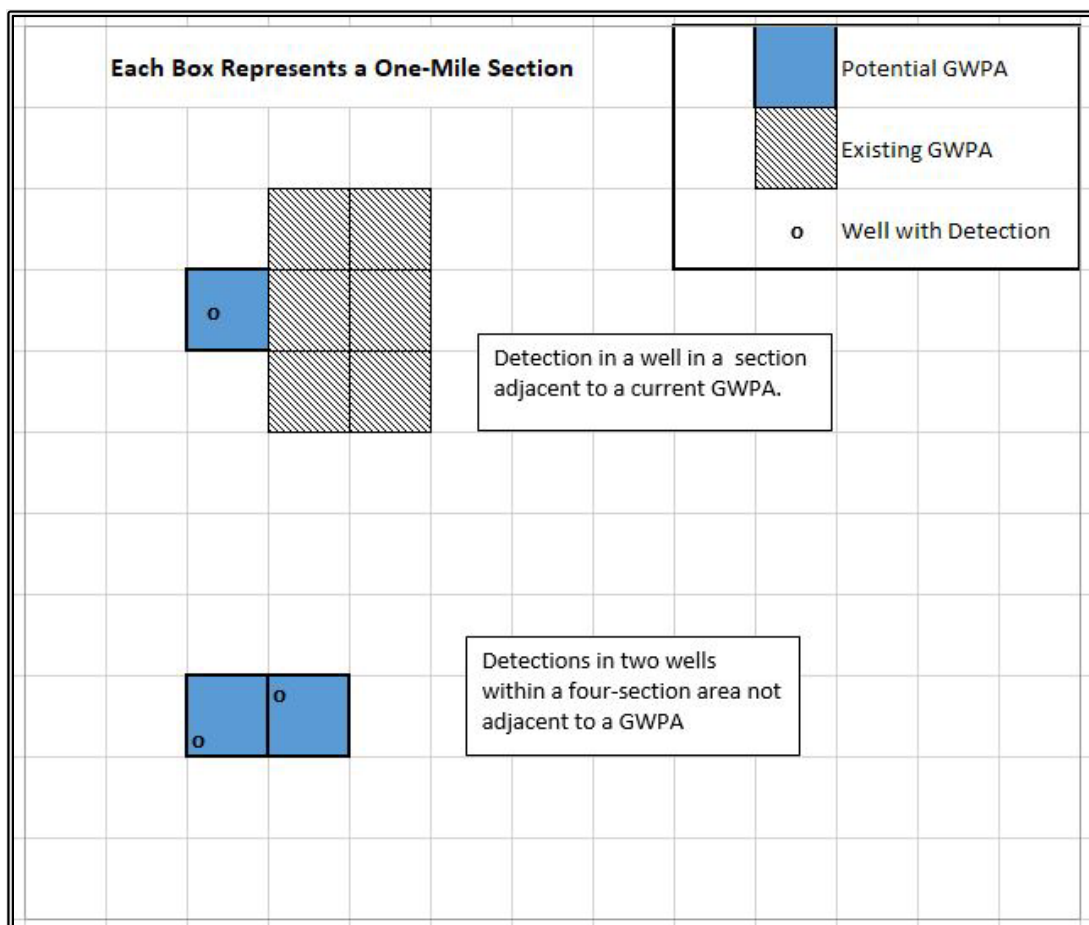 Each Box Represents a One-Mile Section
Potential GWPA
Existing GWPA
o Well with Detection
o
Detection in a well in a section
adjacent to a current GWPA.
Detections in two wells
within a four-section area not
adjacent to a GWPA
o
o